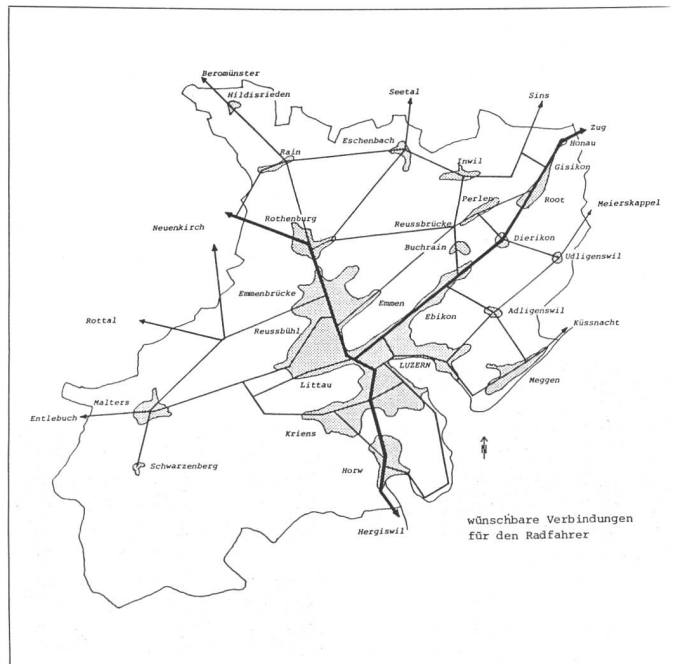 Beromünster
Hildisrieden
Seetal
Sins
Zug
Eschenbach
Honau
Rain
Inwil
Gisikon
Perlen
Root
Meierskappel
Neuenkirch
Rothenburg
Reussbrücke
Dierikon
Buchrain
Udligenswil
Emmenbrücke
Emmen
Ebikon
Adligenswil
Rottal
Reussbühl
Küssnacht
LUZERN
Littau
Meggen
Malters
Entlebuch
Kriens
N
Schwarzenberg
Horw
Hergiswil
wünschbare Verbindungen
für den Radfahrer